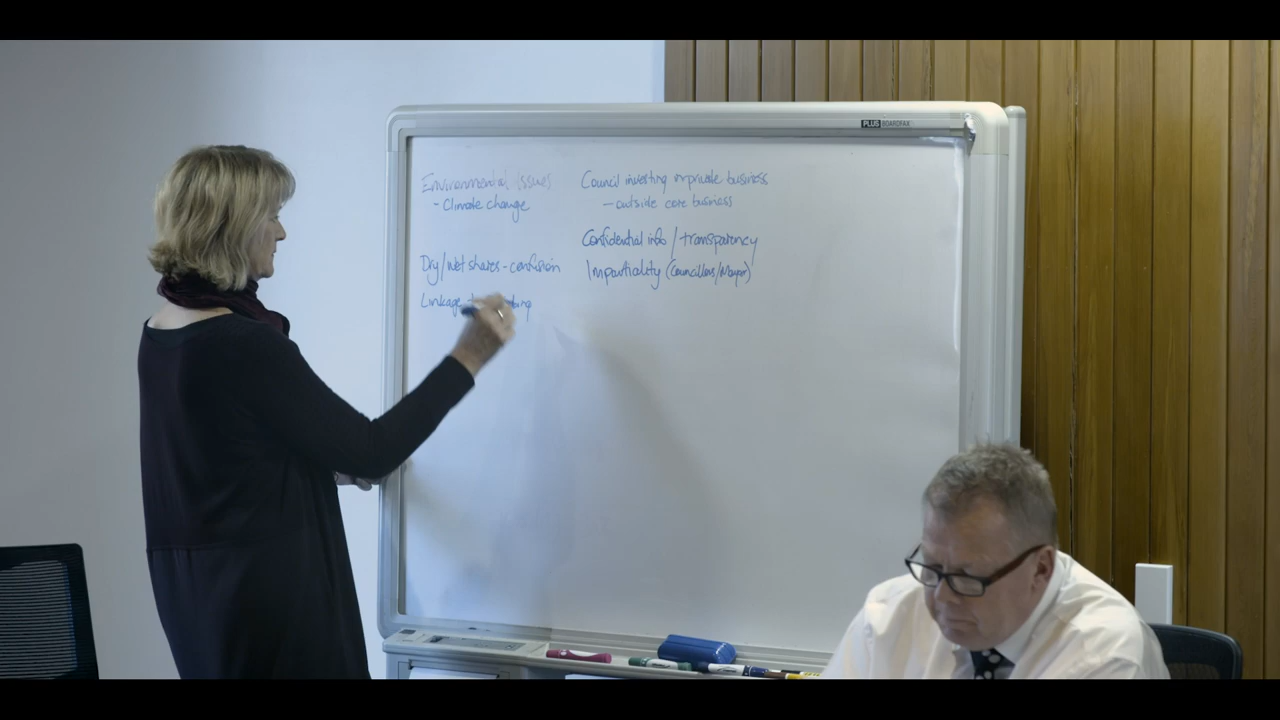 PLUS BOARDFAX
Environmental Issues
- Climate change
Dry/Wet shares - confusion
Linkage
Council investing in private business
- outside core business
Confidential info / transparency
Impartiality (Councillors/Mayor)